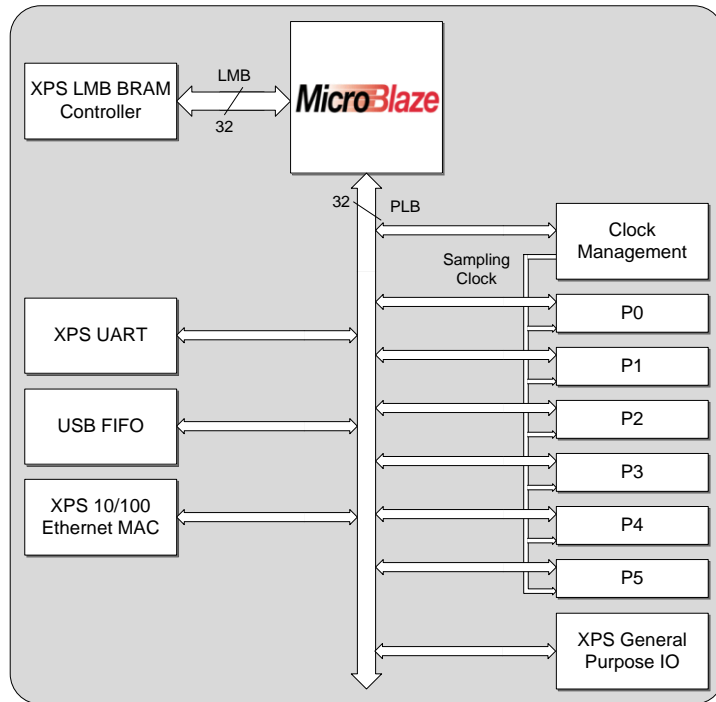 XPS LMB BRAM
Controller
LMB
32
MicroBlaze
32
PLB
Clock
Management
Sampling
Clock
P0
XPS UART
P1
P2
USB FIFO
P3
XPS 10/100
Ethernet MAC
P4
P5
XPS General
Purpose IO